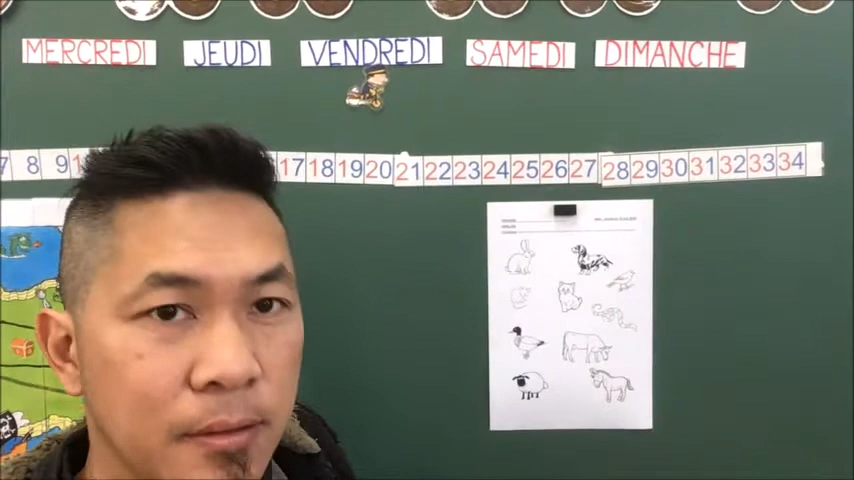 MERCREDI JEUDI VENDREDI SAMEDI DIMANCHE
7 8 9 17 18 19 20 21 22 23 24 25 26 27 28 29 30 31 32 33 34